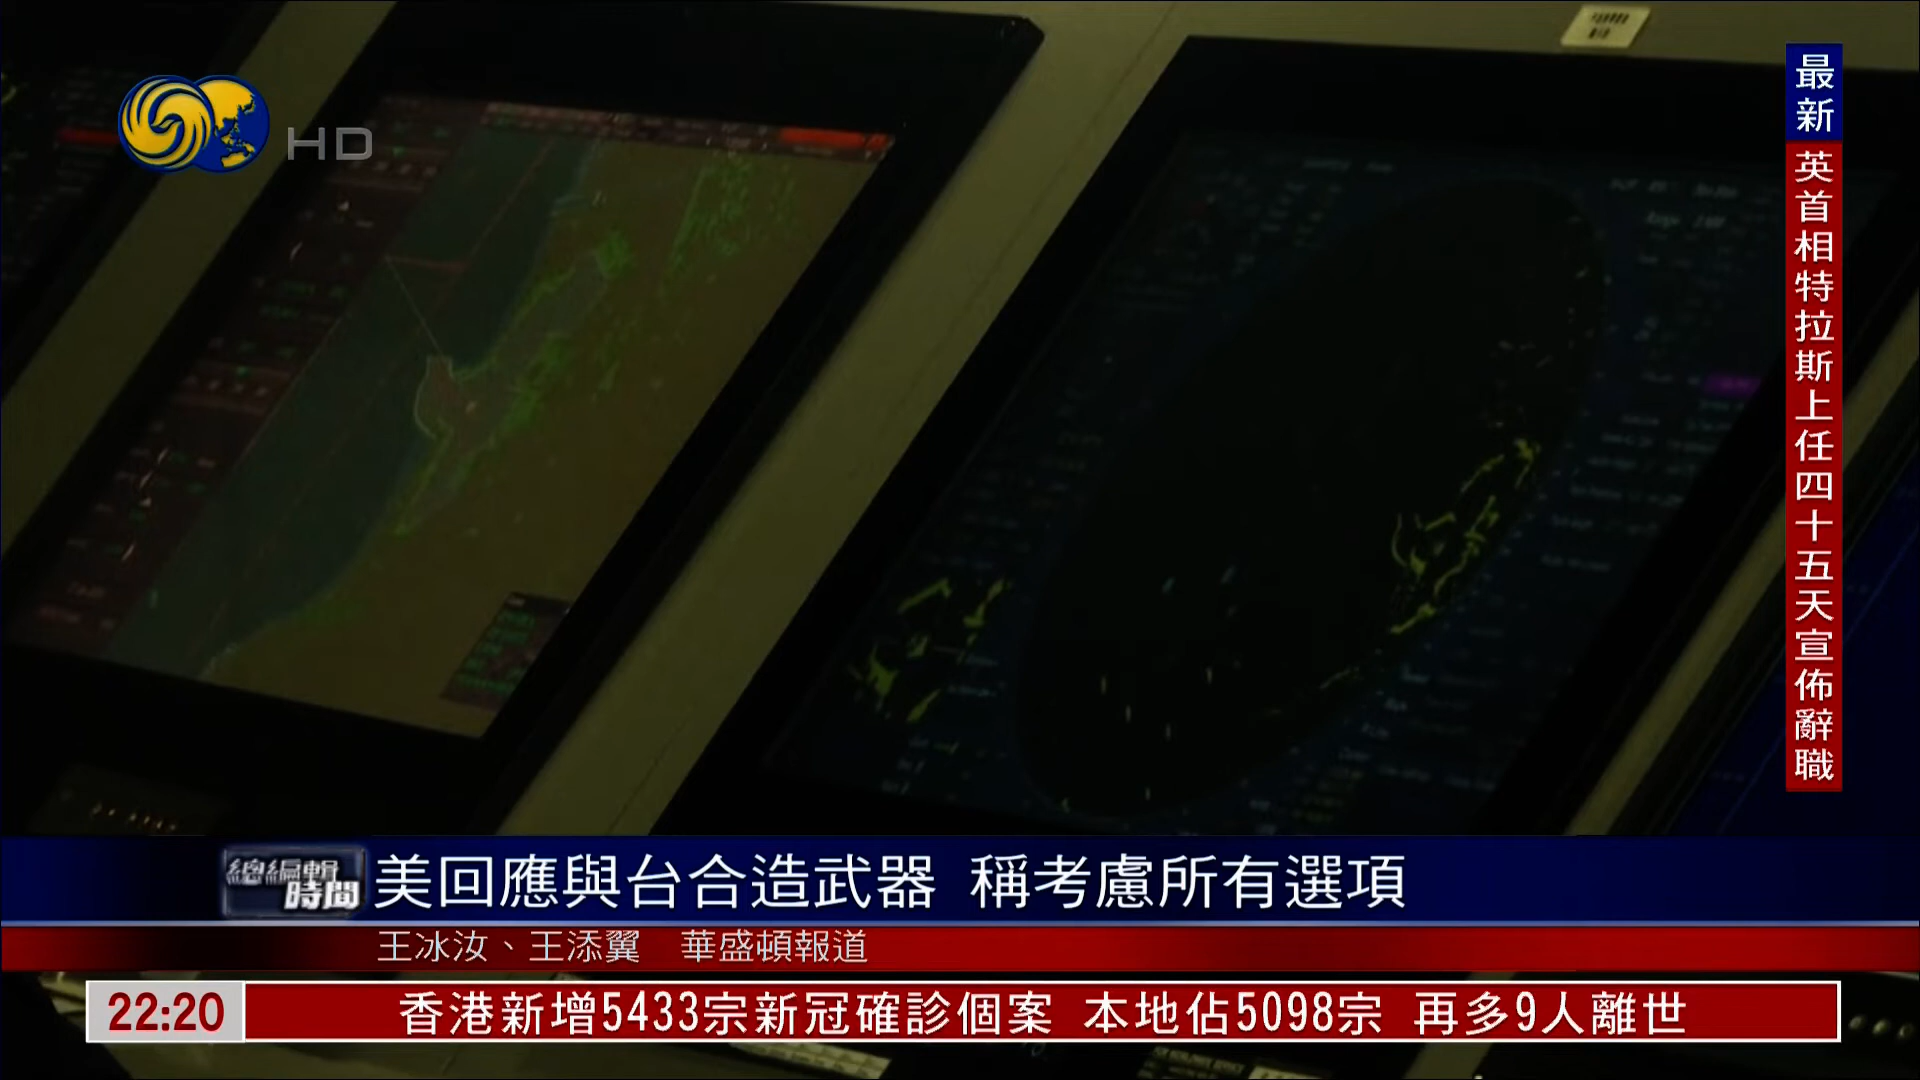 HD
最新
英首相特拉斯上任四十五天宣佈辭職
總編輯時間
美回應與台合造武器 稱考慮所有選項
王冰汝、王添翼 華盛頓報道
22:20
香港新增5433宗新冠確診個案 本地佔5098宗 再多9人離世